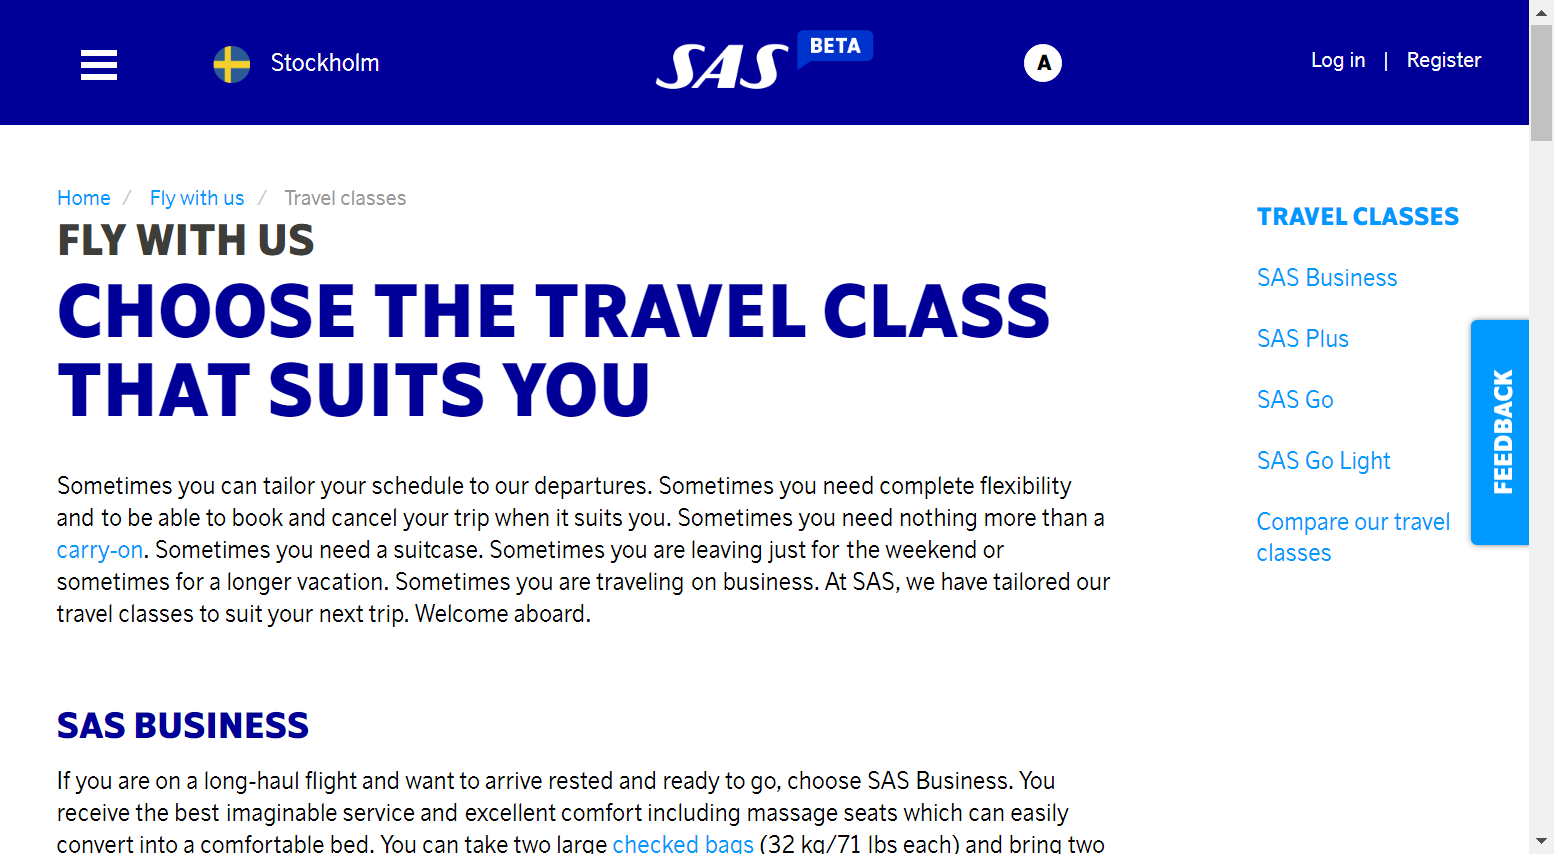 Stockholm
SAS BETA
A
Log in | Register
Home / Fly with us / Travel classes
FLY WITH US
CHOOSE THE TRAVEL CLASS
THAT SUITS YOU
Sometimes you can tailor your schedule to our departures. Sometimes you need complete flexibility
and to be able to book and cancel your trip when it suits you. Sometimes you need nothing more than a
carry-on. Sometimes you need a suitcase. Sometimes you are leaving just for the weekend or
sometimes for a longer vacation. Sometimes you are traveling on business. At SAS, we have tailored our
travel classes to suit your next trip. Welcome aboard.
SAS BUSINESS
If you are on a long-haul flight and want to arrive rested and ready to go, choose SAS Business. You
receive the best imaginable service and excellent comfort including massage seats which can easily
convert into a comfortable bed. You can take two large checked bags (32 kg/71 lbs each) and bring two
TRAVEL CLASSES
SAS Business
SAS Plus
SAS Go
SAS Go Light
Compare our travel
classes
FEEDBACK